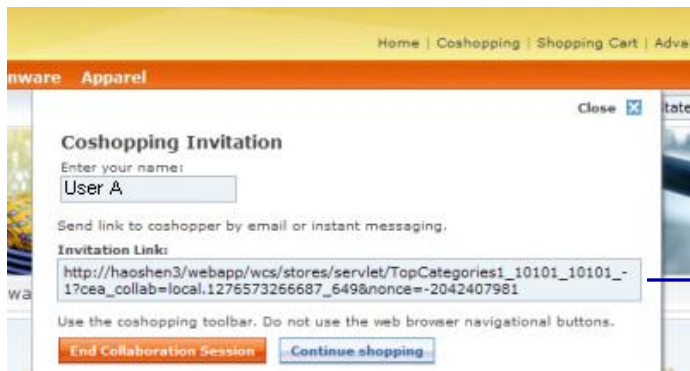 Home | Coshopping | Shopping Cart |
Apparel
Close
Coshopping Invitation
Enter your name:
User A
Send link to coshopper by email or instant messaging.
Invitation Link:
http://haoshen3/webapp/wcs/stores/servlet/TopCategories1_10101_10101_-
1?cea_collab=local.1276573266687_649&nonce=-2042407981
Use the coshopping toolbar. Do not use the web browser navigational buttons.
End Collaboration Session Continue shopping